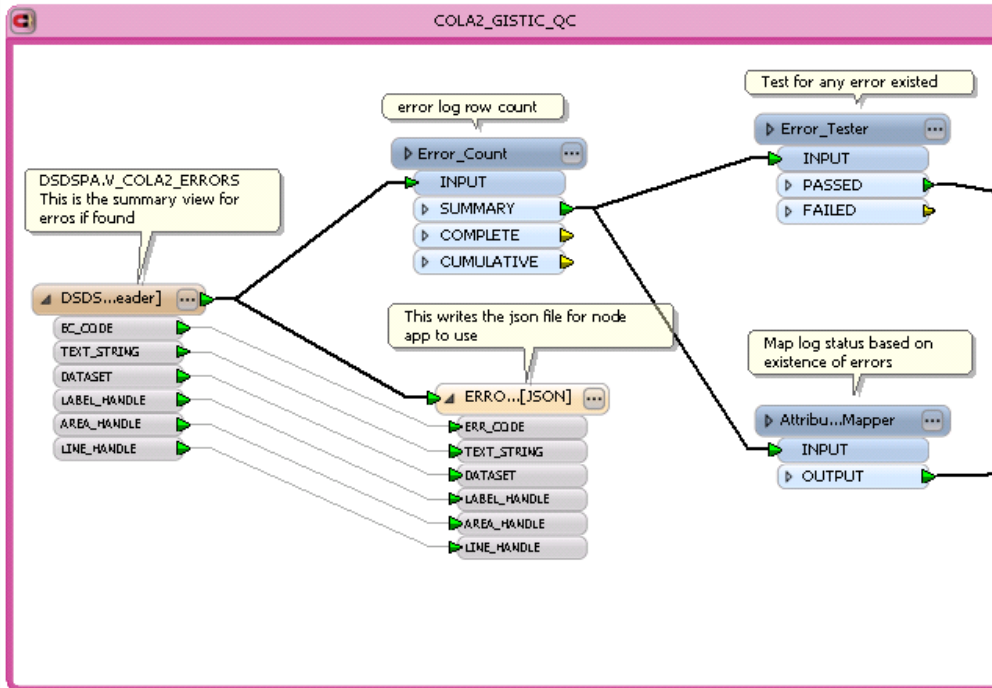 COLA2_GISTIC_QC
error log row count
Error_Count
INPUT
SUMMARY
COMPLETE
CUMULATIVE
Test for any error existed
Error_Tester
INPUT
PASSED
FAILED
DSDSPA.V_COLA2_ERRORS
This is the summary view for
erros if found
DSDS...eader]
EC_CODE
TEXT_STRING
DATASET
LABEL_HANDLE
AREA_HANDLE
LINE_HANDLE
This writes the json file for node
app to use
ERRO...[JSON]
ERR_CODE
TEXT_STRING
DATASET
LABEL_HANDLE
AREA_HANDLE
LINE_HANDLE
Map log status based on
existence of errors
Attribu...Mapper
INPUT
OUTPUT